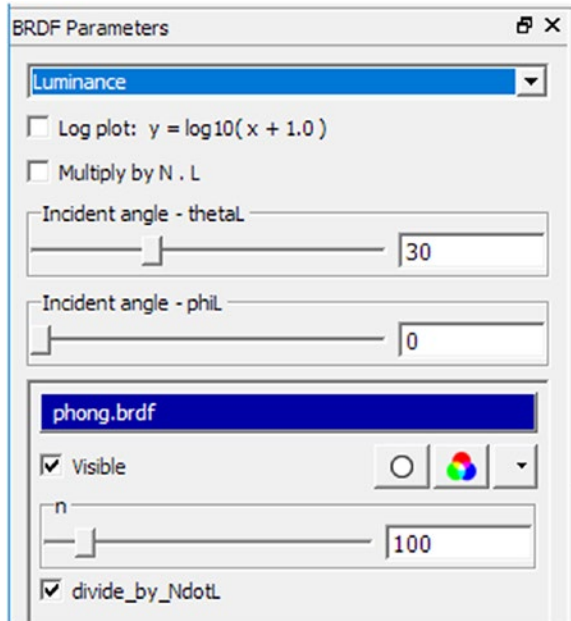 BRDF Parameters
Luminance
Log plot: y = log10( x + 1.0 )
Multiply by N . L
Incident angle - thetaL
30
Incident angle - phiL
0
phong.brdf
Visible
n
100
divide_by_NdotL